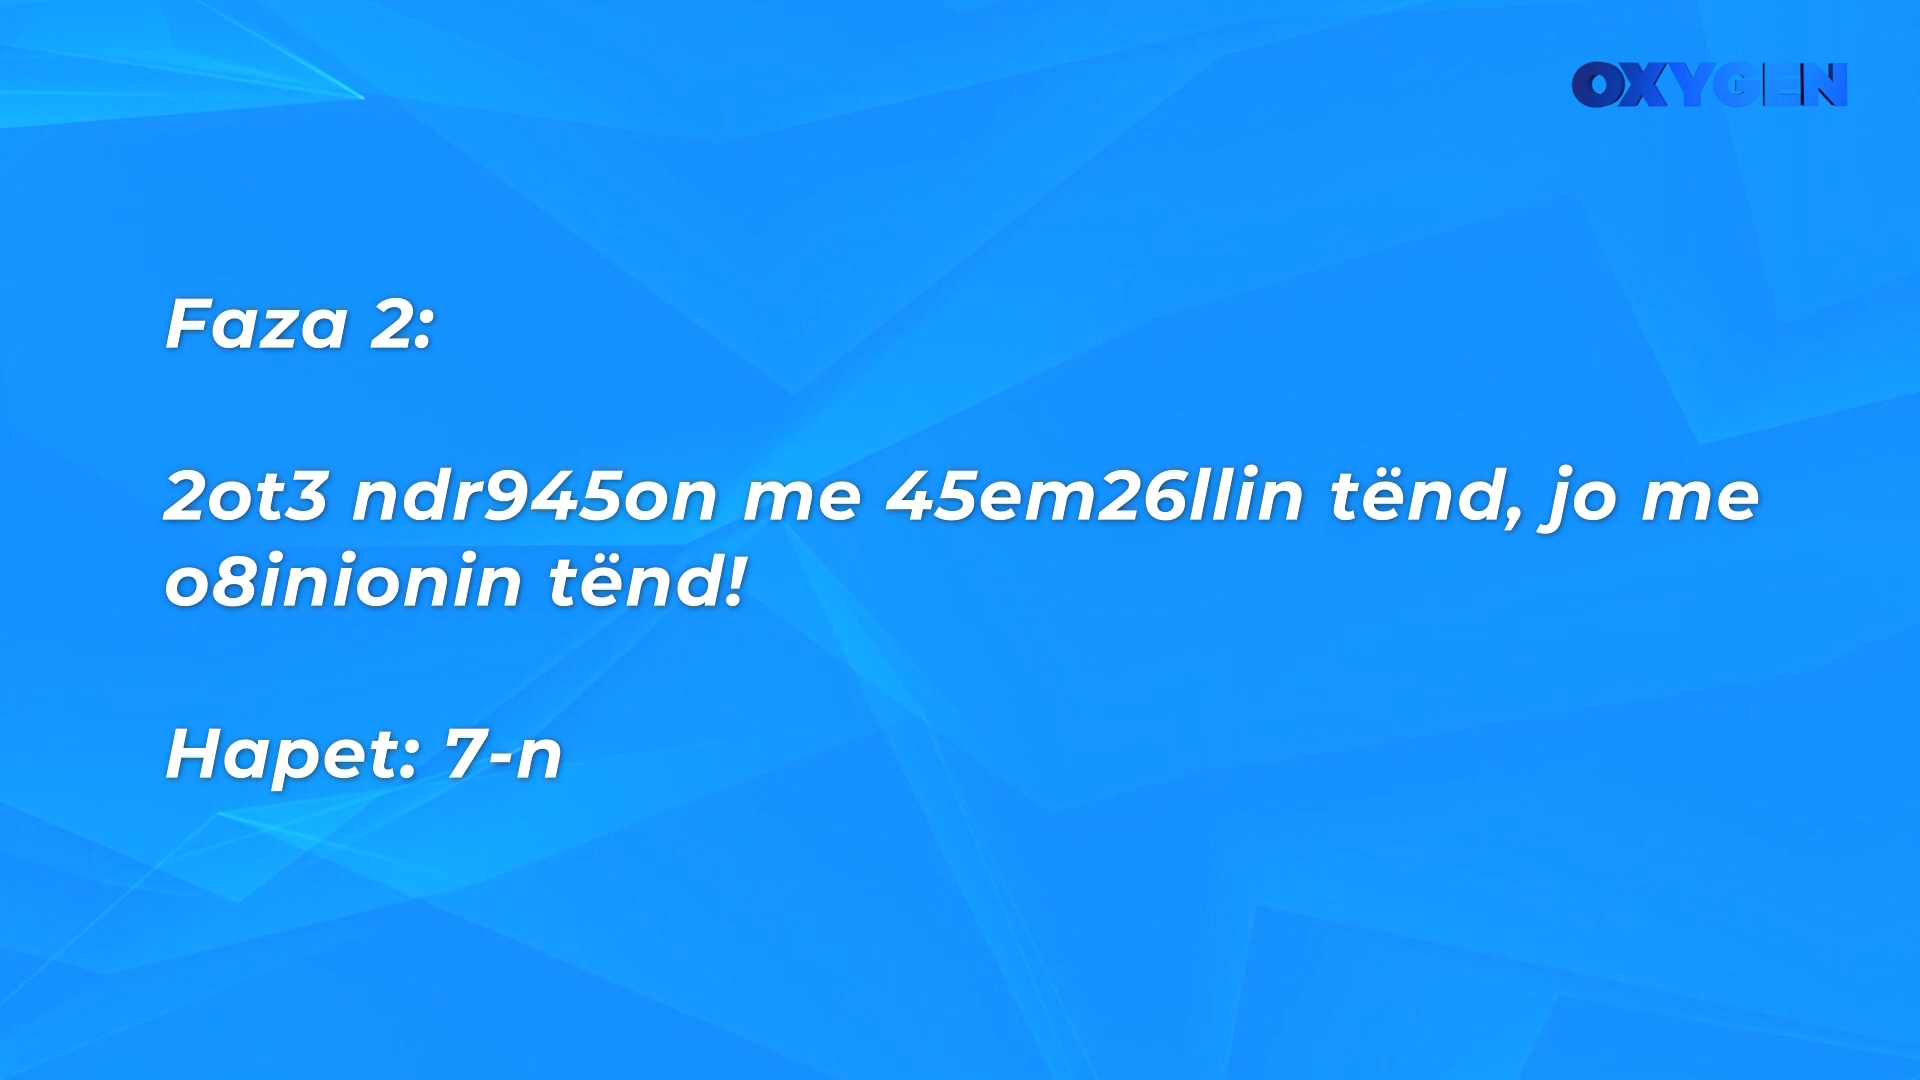 OXYGEN
Faza 2:
2ot3 ndr945on me 45em26llin tënd, jo me
o8inionin tënd!
Hapet: 7-n